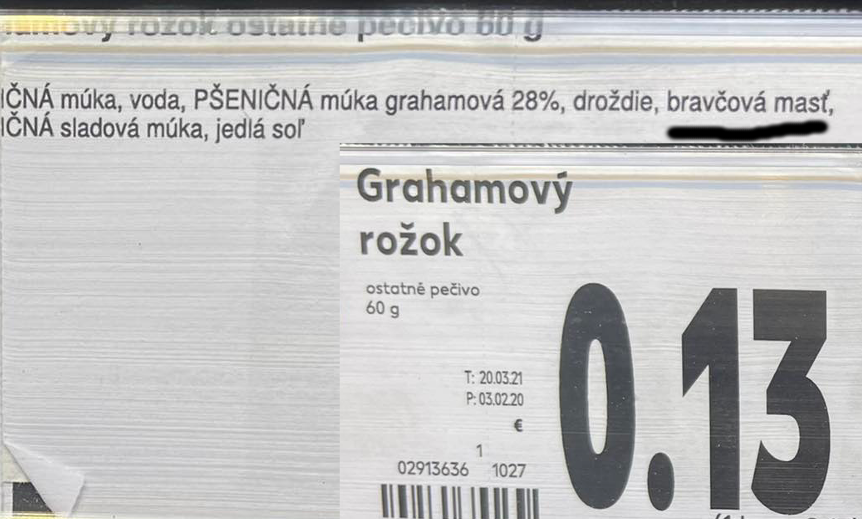 rožok ostatné pečivo 60 g
IČNÁ múka, voda, PŠENIČNÁ múka grahamová 28%, droždie, bravčová masť,
IČNÁ sladová múka, jedlá soľ
Grahamový
rožok
ostatné pečivo
60 g
T: 20.03.21
P: 03.02.20
€
1
02913636 1027
0.13